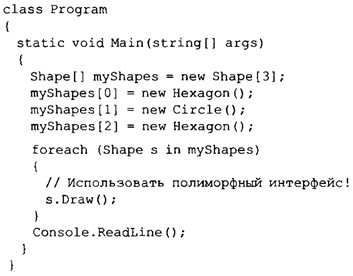 class Program
{
static void Main(string[] args)
{
Shape[] myShapes = new Shape[3];
myShapes[0] = new Hexagon();
myShapes[1] = new Circle();
myShapes[2] = new Hexagon();
foreach (Shape s in myShapes)
{
// Использовать полиморфный интерфейс!
s.Draw();
}
Console.ReadLine();
}
}